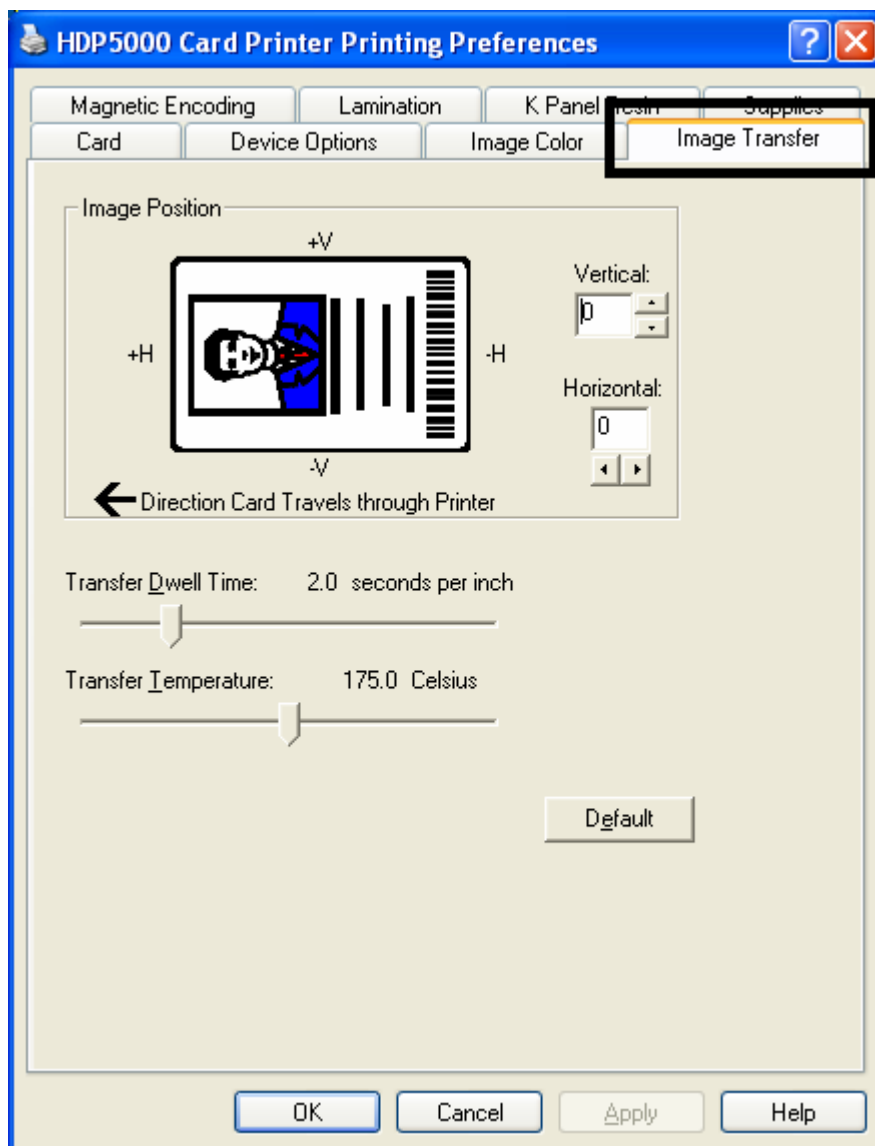 HDP5000 Card Printer Printing Preferences
Magnetic Encoding Lamination K Panel Resin Supplies
Card Device Options Image Color Image Transfer
Image Position
+V
Vertical:
0
+H
-H
Horizontal:
0
-V
Direction Card Travels through Printer
Transfer Dwell Time: 2.0 seconds per inch
Transfer Temperature: 175.0 Celsius
Default
OK Cancel Apply Help